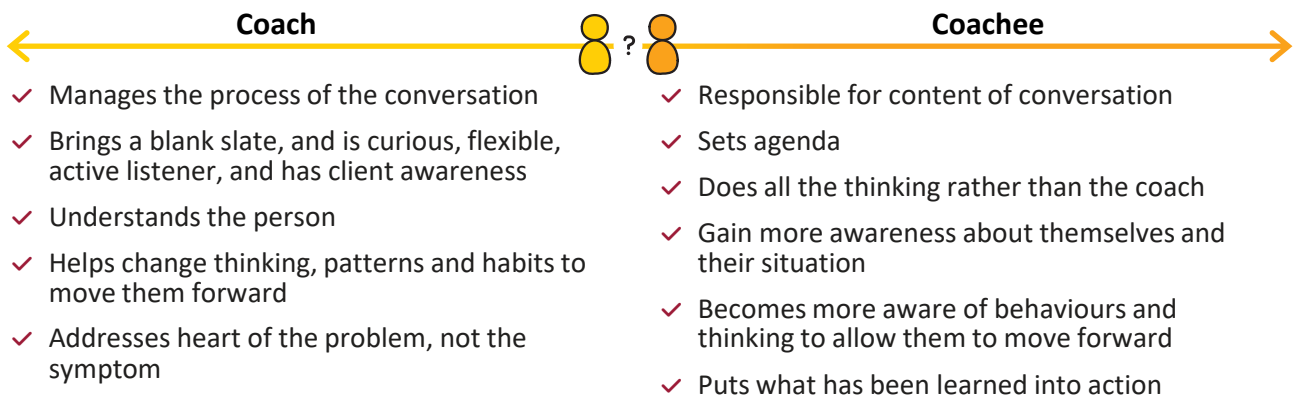 Coach
?
Coachee
Manages the process of the conversation
Brings a blank slate, and is curious, flexible,
active listener, and has client awareness
Understands the person
Helps change thinking, patterns and habits to
move them forward
Addresses heart of the problem, not the
symptom
Responsible for content of conversation
Sets agenda
Does all the thinking rather than the coach
Gain more awareness about themselves and
their situation
Becomes more aware of behaviours and
thinking to allow them to move forward
Puts what has been learned into action